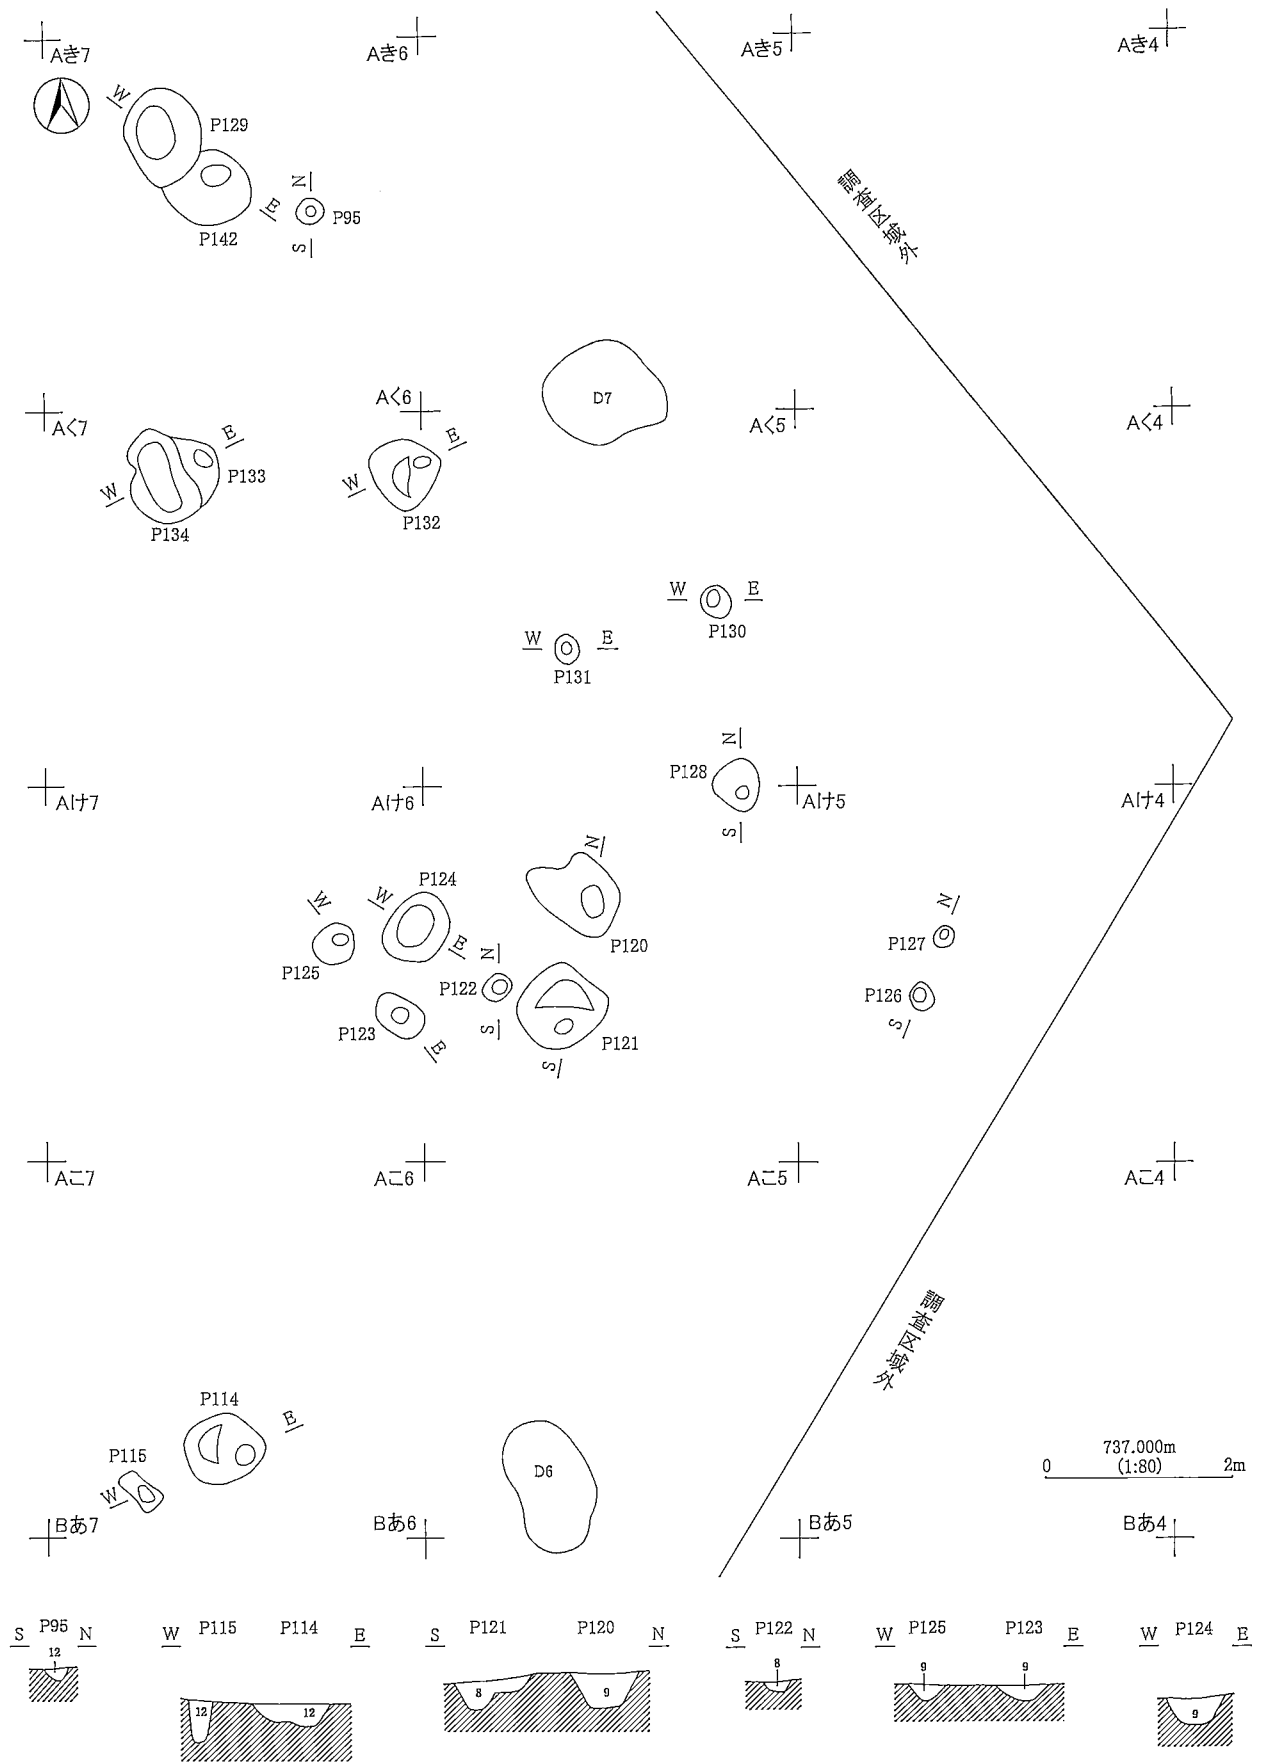 Aき7
Aき6
Aき5
Aき4
W
P129
N
E
P95
P142
S
調査区域外
D7
Aく7
Aく6
Aく5
Aく4
E
P133
W
P134
E
W
P132
W
E
P130
W
E
P131
N
P128
S
Aけ7
Aけ6
Aけ5
Aけ4
N
W
P124
W
P120
P125
E
N
P122
P123
S
E
P121
S
N
P127
P126
S
Aこ7
Aこ6
Aこ5
Aこ4
調査区域外
P114
E
P115
W
D6
737.000m
0 (1:80) 2m
Bあ7
Bあ6
Bあ5
Bあ4
S P95 N
12
W P115 P114 E
12 12
S P121 P120 N
8 9
S P122 N
8
W P125 P123 E
9 9
W P124 E
9